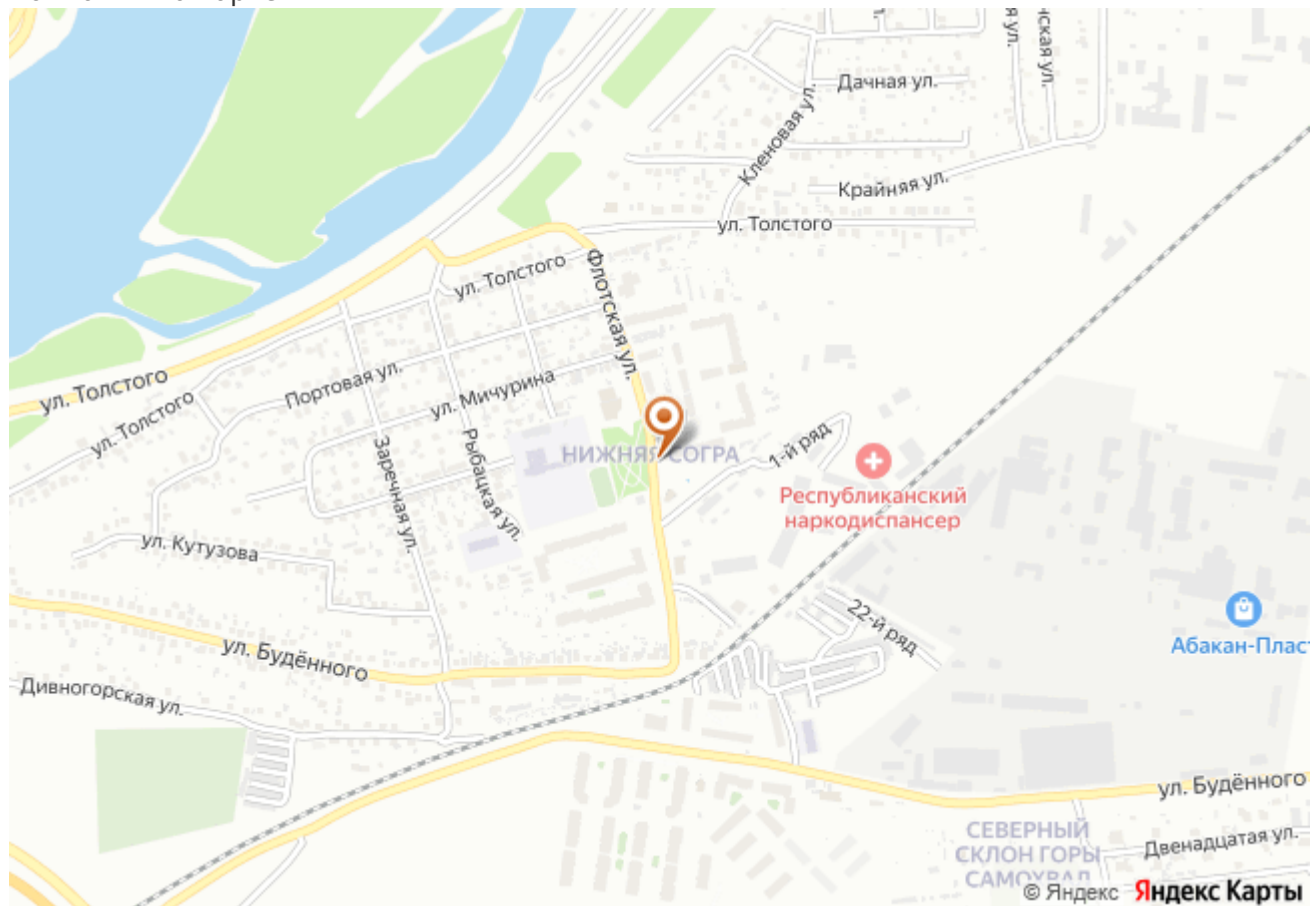 Дачная ул.
Кленовая ул.
Крайняя ул.
ул. Толстого
ул. Толстого
Флотская ул.
ул. Толстого
ул. Толстого
Портовая ул.
ул. Мичурина
Заречная ул.
Рыбацкая ул.
НИЖНЯЯ СОГРА
1-й ряд
Республиканский
наркодиспансер
ул. Кутузова
22-й ряд
Абакан-Пласт
ул. Будённого
Дивногорская ул.
ул. Будённого
СЕВЕРНЫЙ
СКЛОН ГОРЫ
САМОХВАЛ
Двенадцатая ул.
© Яндекс Яндекс Карты